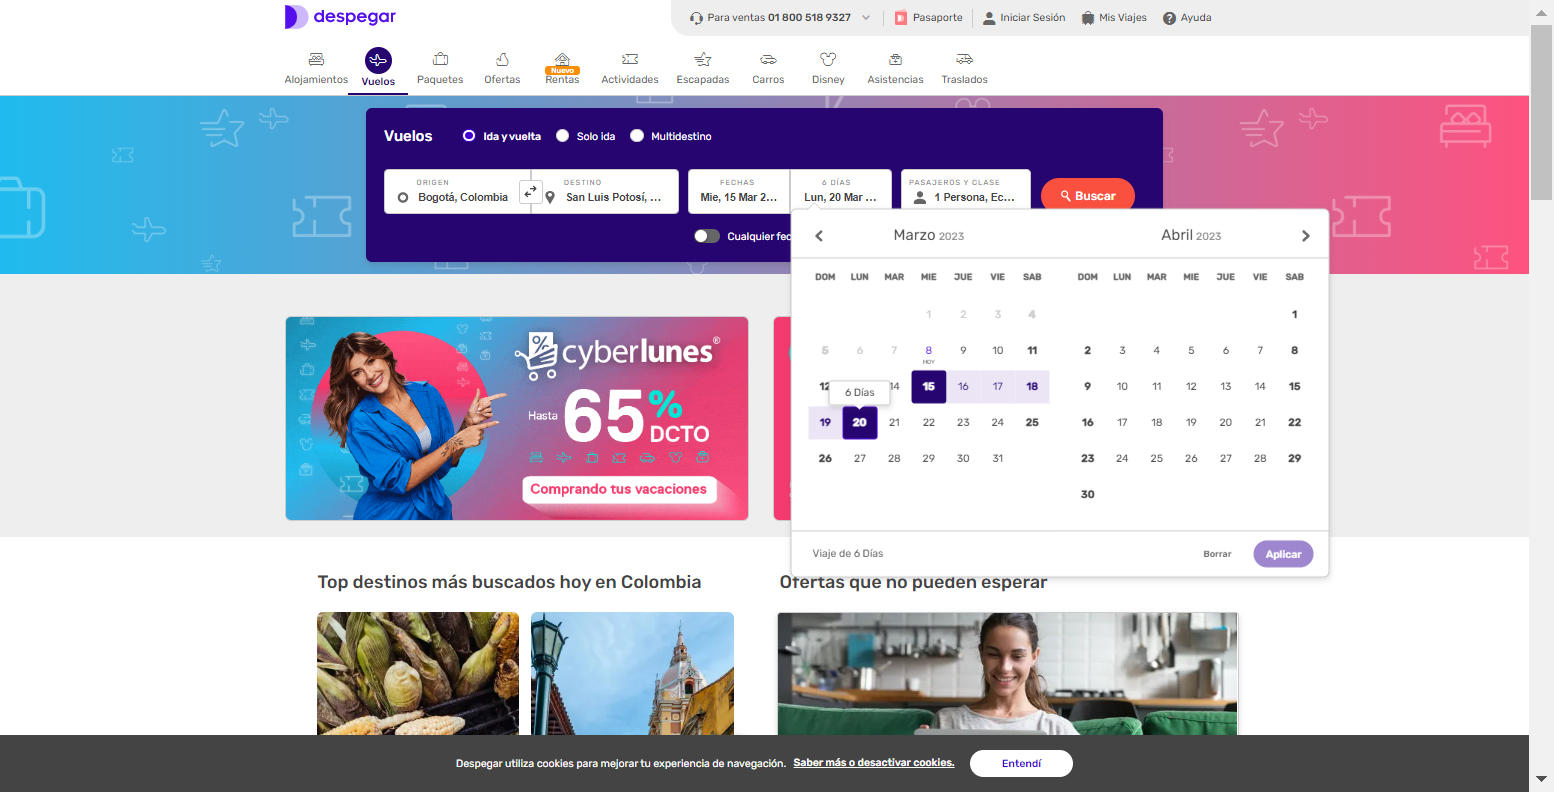 despegar
Para ventas 01 800 518 9327
Pasaporte
Iniciar Sesión
Mis Viajes
Ayuda
Alojamientos
Vuelos
Paquetes
Ofertas
Nuevo
Rentas
Actividades
Escapadas
Carros
Disney
Asistencias
Traslados
Vuelos
Ida y vuelta
Solo ida
Multidestino
ORIGEN
Bogotá, Colombia
DESTINO
San Luis Potosí, ...
FECHAS
Mie, 15 Mar 2...
6 DÍAS
Lun, 20 Mar ...
PASAJEROS Y CLASE
1 Persona, Ec...
Buscar
Cualquier fec
Marzo 2023
DOM LUN MAR MIE JUE VIE SAB
1 2 3 4
5 6 7 8 9 10 11
HOY
12 14 15 16 17 18
6 Días
19 20 21 22 23 24 25
26 27 28 29 30 31
Abril 2023
DOM LUN MAR MIE JUE VIE SAB
1
2 3 4 5 6 7 8
9 10 11 12 13 14 15
16 17 18 19 20 21 22
23 24 25 26 27 28 29
30
Viaje de 6 Días
Borrar
Aplicar
cyberlunes®
Hasta 65% DCTO
Comprando tus vacaciones
Top destinos más buscados hoy en Colombia
Ofertas que no pueden esperar
Despegar utiliza cookies para mejorar tu experiencia de navegación. Saber más o desactivar cookies.
Entendí